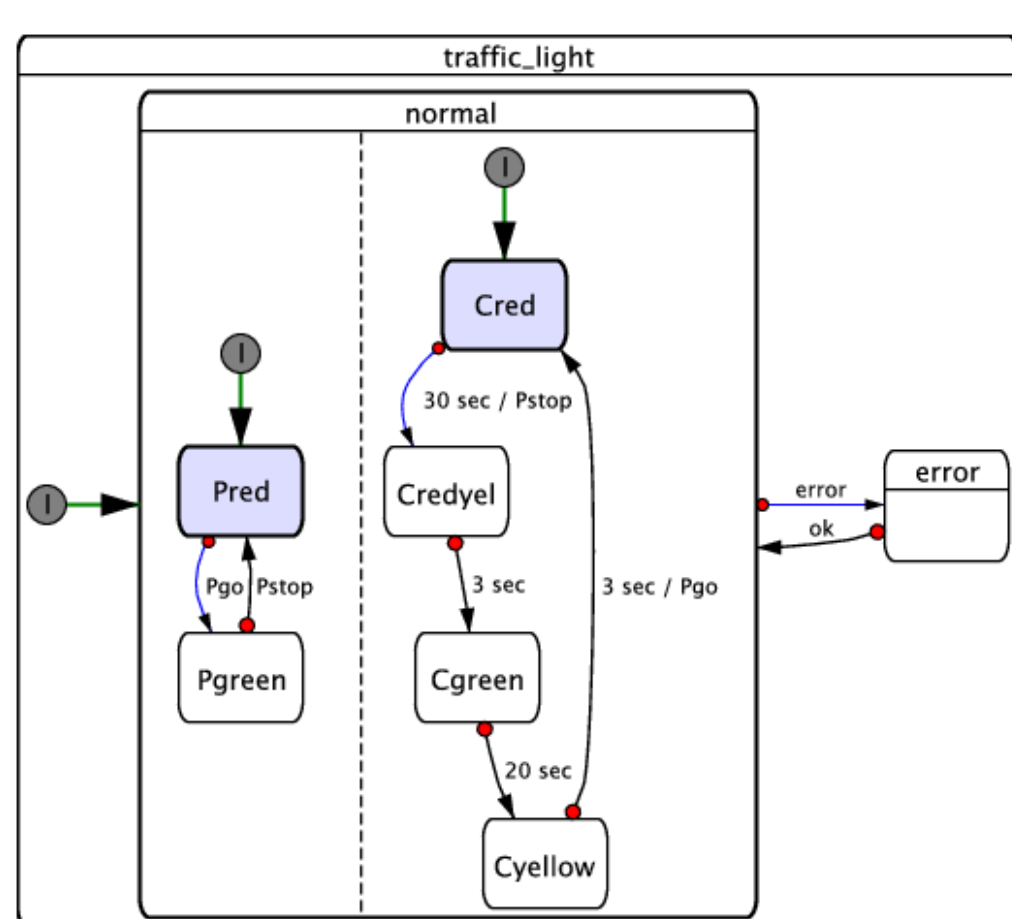 traffic_light
normal
I
Cred
30 sec / Pstop
I
Pred
Credyel
I
error
error
ok
Pgo
Pstop
3 sec
3 sec / Pgo
Pgreen
Cgreen
20 sec
Cyellow